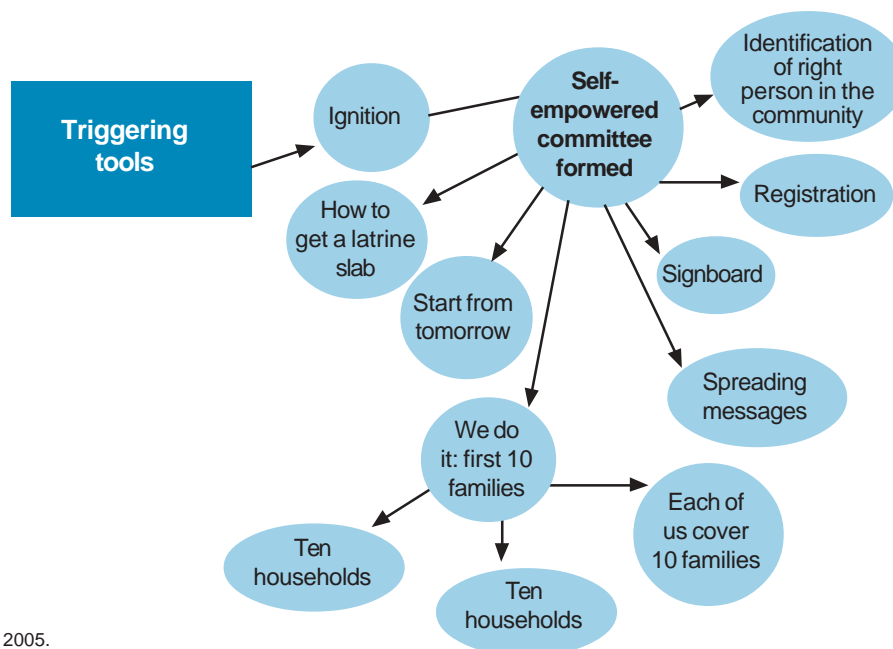 Triggering
tools
Ignition
Self-
empowered
committee
formed
Identification
of right
person in the
community
Registration
How to
get a latrine
slab
Start from
tomorrow
Signboard
Spreading
messages
We do
it: first 10
families
Each of
us cover
10 families
Ten
households
Ten
households
2005.